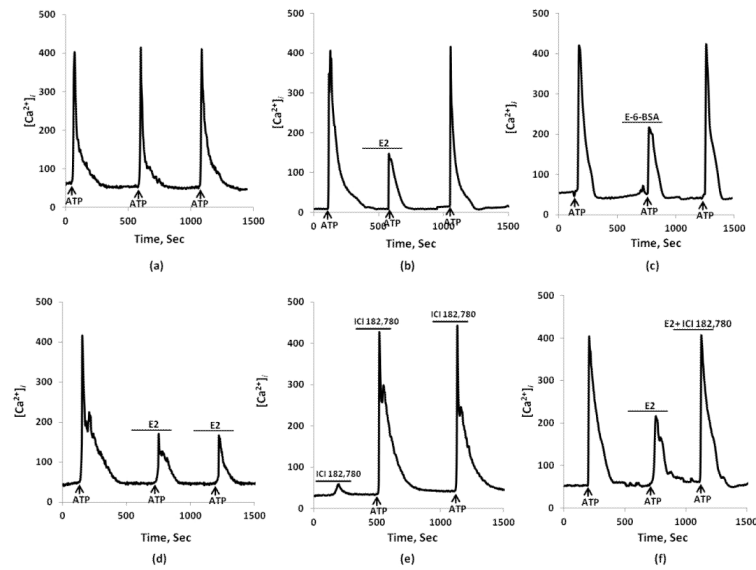 500
400
300
200
100
0
[Ca²⁺]ᵢ
ATP ATP ATP
0 500 1000 1500
Time, Sec
(a)
500
400
300
200
100
0
[Ca²⁺]ᵢ
E2
ATP ATP ATP
0 500 1000 1500
Time, Sec
(b)
500
400
300
200
100
0
[Ca²⁺]ᵢ
E-6-BSA
ATP ATP ATP
0 500 1000 1500
Time, Sec
(c)
500
400
300
200
100
0
[Ca²⁺]ᵢ
E2 E2
ATP ATP ATP
0 500 1000 1500
Time, Sec
(d)
500
400
300
200
100
0
[Ca²⁺]ᵢ
ICI 182,780 ICI 182,780
ICI 182,780
ATP ATP
0 500 1000 1500
Time, Sec
(e)
500
400
300
200
100
0
[Ca²⁺]ᵢ
E2+ ICI 182,780
E2
ATP ATP ATP
0 500 1000 1500
Time, Sec
(f)